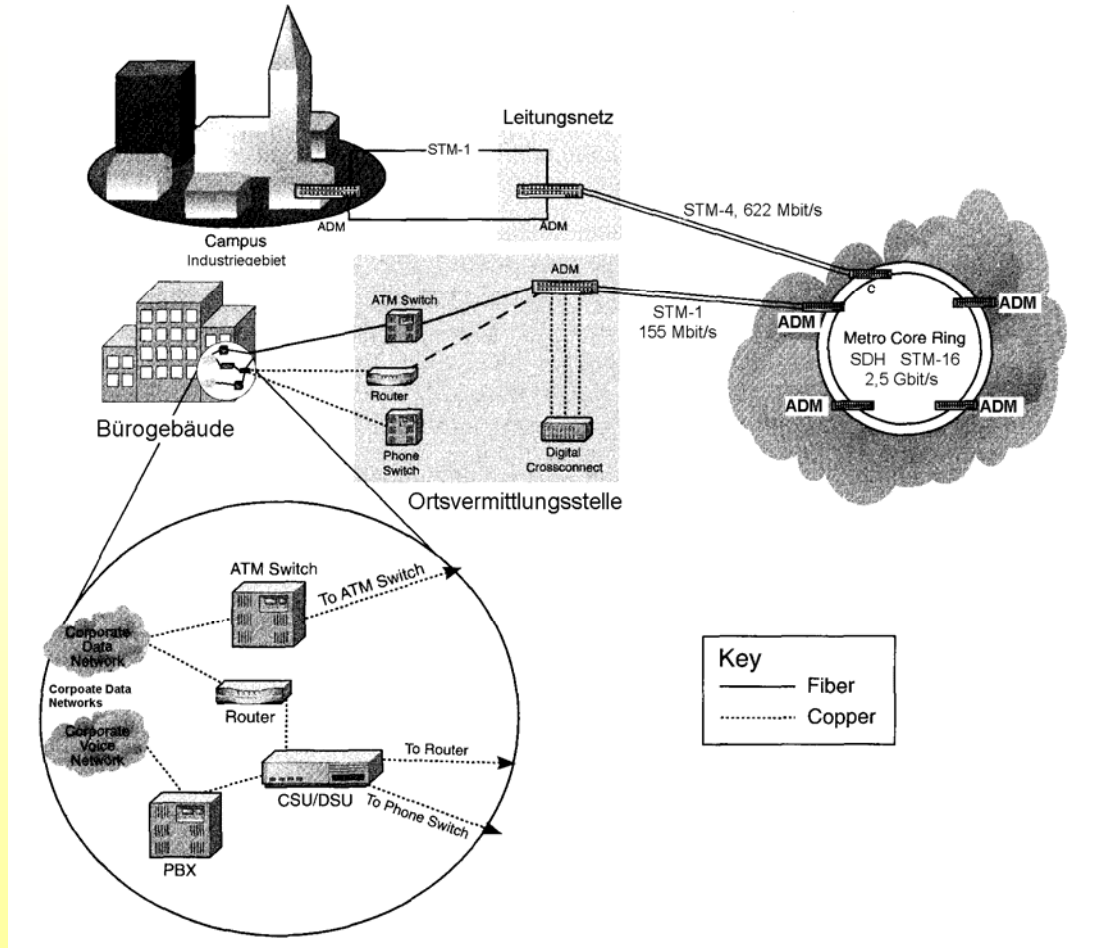 Leitungsnetz
STM-1
STM-4, 622 Mbit/s
ADM
ADM
Campus
Industriegebiet
C
ADM
ADM
Metro Core Ring
SDH STM-16
2,5 Gbit/s
ADM
ADM
ADM
STM-1
155 Mbit/s
ATM Switch
Router
Phone
Switch
Digital
Crossconnect
Bürogebäude
Ortsvermittlungsstelle
ATM Switch
To ATM Switch
Corporate
Data
Network
Corpoate Data
Networks
Router
Corporate
Voice
Network
To Router
CSU/DSU
To Phone Switch
PBX
Key
Fiber
Copper